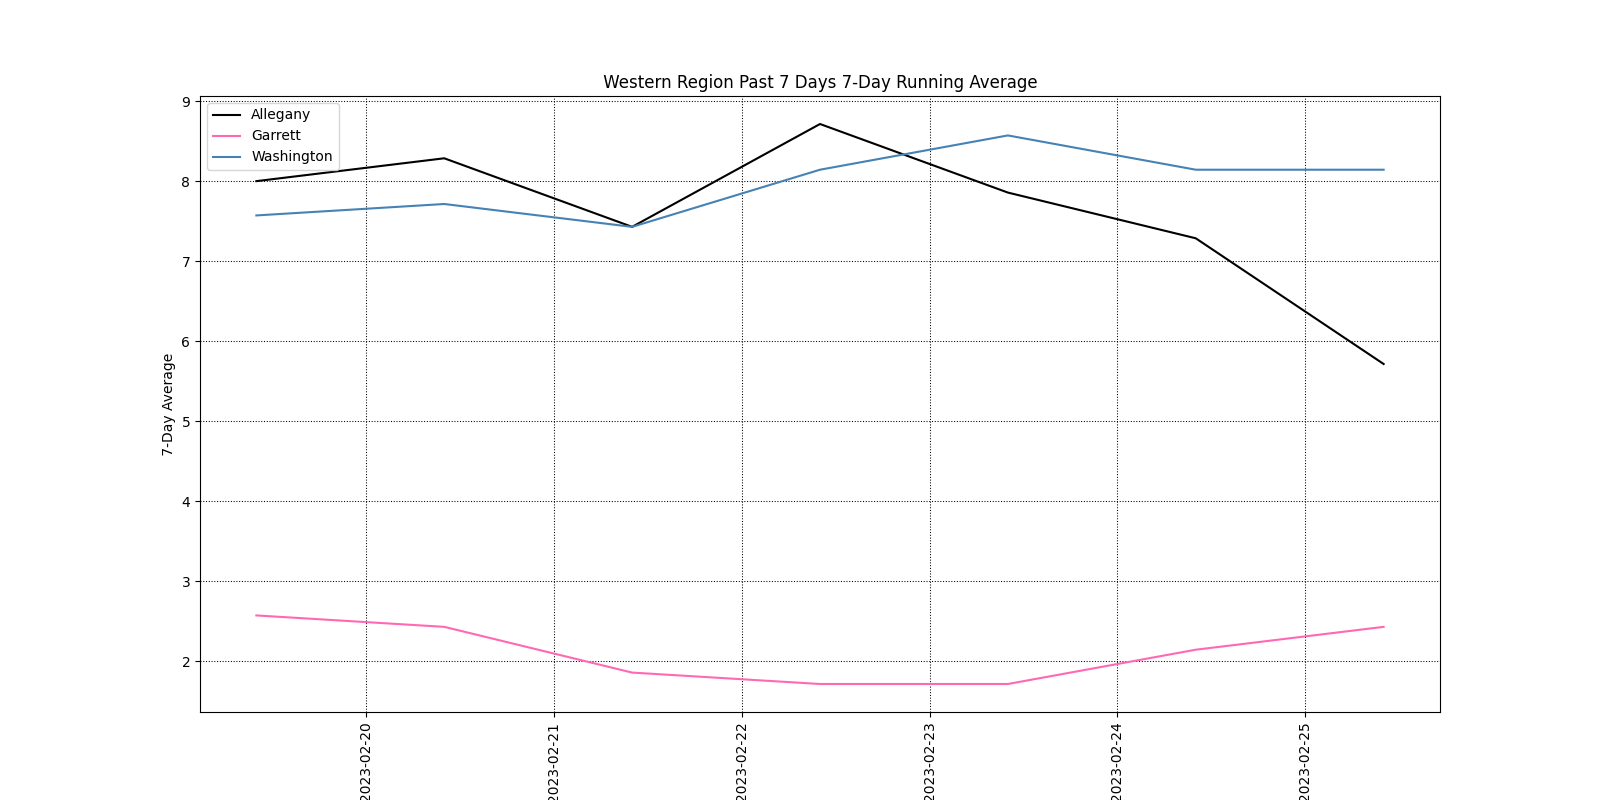 Western Region Past 7 Days 7-Day Running Average
Allegany
Garrett
Washington
7-Day Average
9
8
7
6
5
4
3
2
2023-02-20
2023-02-21
2023-02-22
2023-02-23
2023-02-24
2023-02-25